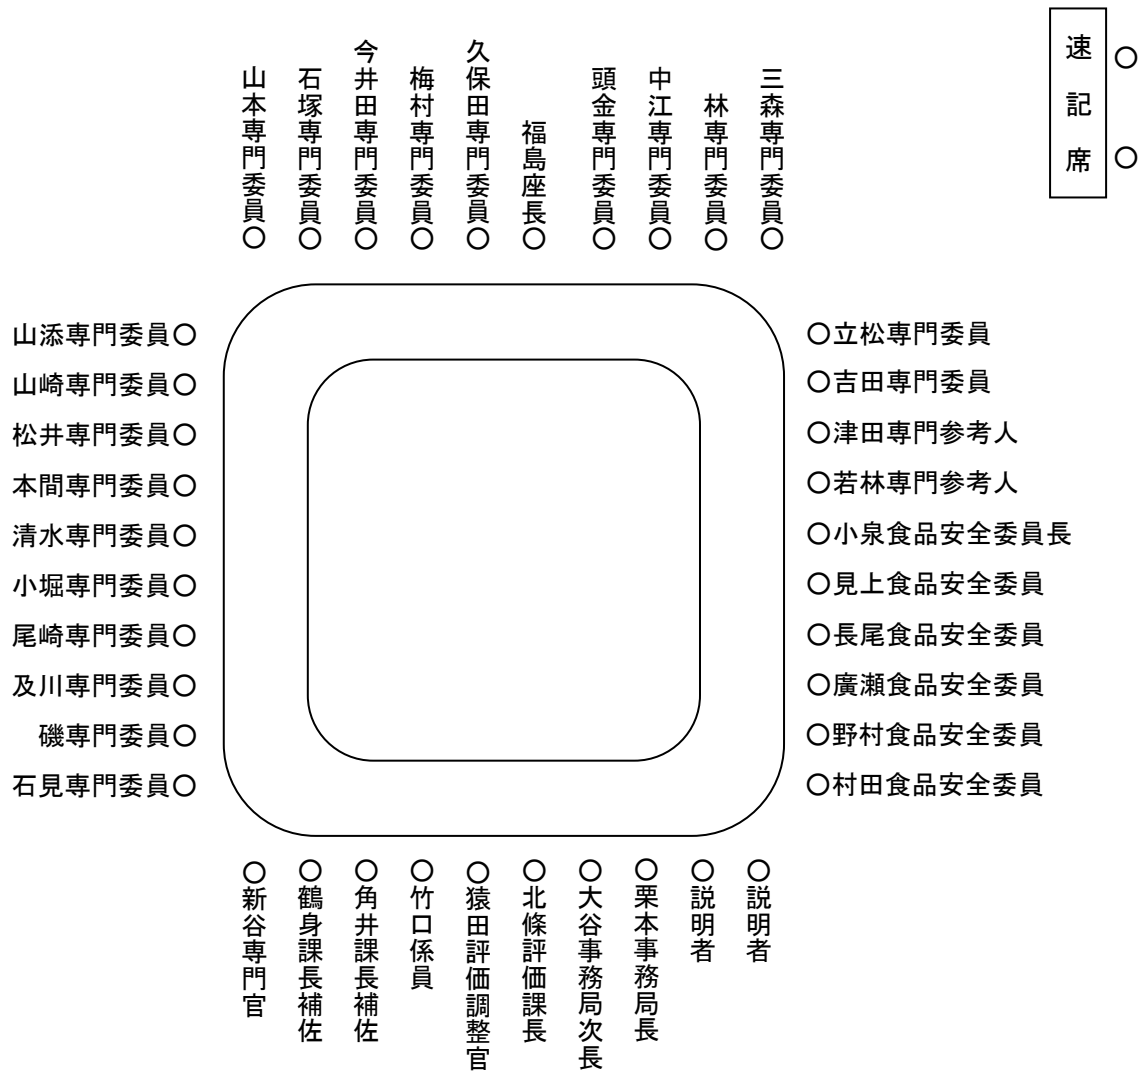 速記席
○
○
山本専門委員○
石塚専門委員○
今井田専門委員○
梅村専門委員○
久保田専門委員○
福島座長○
頭金専門委員○
中江専門委員○
林専門委員○
三森専門委員○
山添専門委員○
山崎専門委員○
松井専門委員○
本間専門委員○
清水専門委員○
小堀専門委員○
尾崎専門委員○
及川専門委員○
磯専門委員○
石見専門委員○
○立松専門委員
○吉田専門委員
○津田専門参考人
○若林専門参考人
○小泉食品安全委員長
○見上食品安全委員
○長尾食品安全委員
○廣瀬食品安全委員
○野村食品安全委員
○村田食品安全委員
○新谷専門官
○鶴身課長補佐
○角井課長補佐
○竹口係員
○猿田評価調整官
○北條評価課長
○大谷事務局次長
○栗本事務局長
○説明者
○説明者